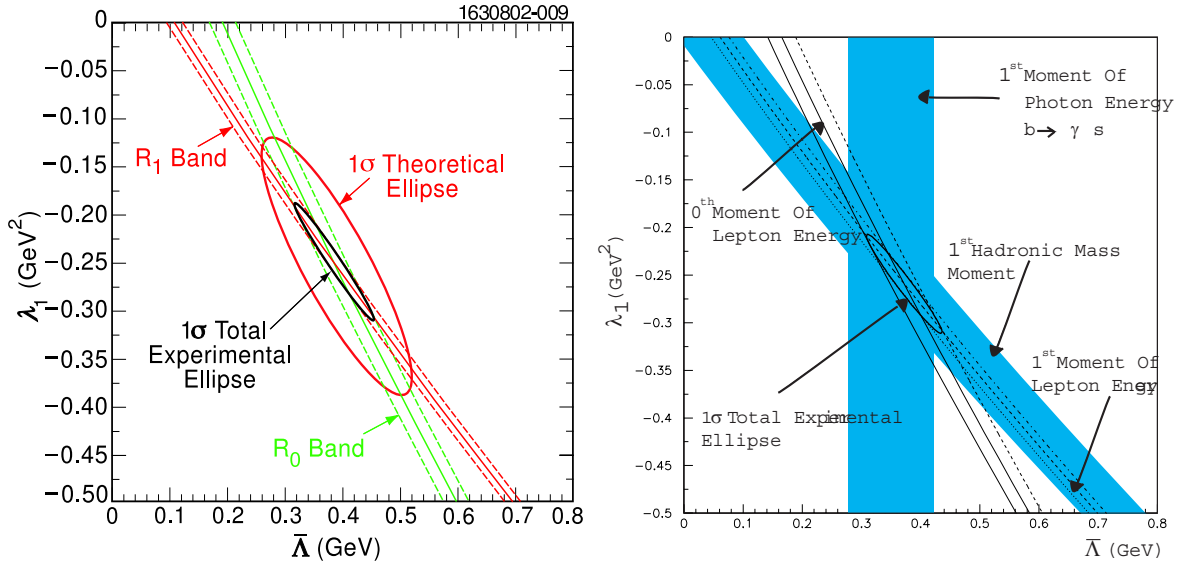 1630802-009
0
−0.05
−0.10
−0.15
−0.20
−0.25
−0.30
−0.35
−0.40
−0.45
−0.50
λ1 (GeV2)
R1 Band
1σ Theoretical
Ellipse
1σ Total
Experimental
Ellipse
R0 Band
0 0.1 0.2 0.3 0.4 0.5 0.6 0.7 0.8
Λ̄ (GeV)
0
-0.05
-0.1
-0.15
-0.2
-0.25
-0.3
-0.35
-0.4
-0.45
-0.5
λ1 (GeV2)
1st Moment Of
Photon Energy
b→ γ s
0th Moment Of
Lepton Energy
1st Hadronic Mass
Moment
1st Moment Of
Lepton Energy
1σ Total Experimental
Ellipse
0 0.1 0.2 0.3 0.4 0.5 0.6 0.7 0.8
Λ̄ (GeV)